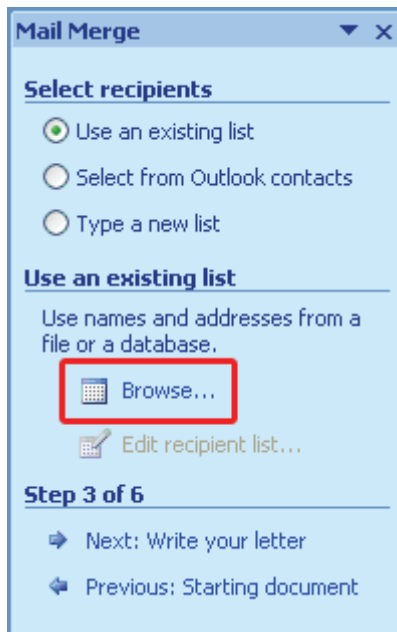 Mail Merge
Select recipients
Use an existing list
Select from Outlook contacts
Type a new list
Use an existing list
Use names and addresses from a
file or a database.
Browse...
Edit recipient list...
Step 3 of 6
Next: Write your letter
Previous: Starting document